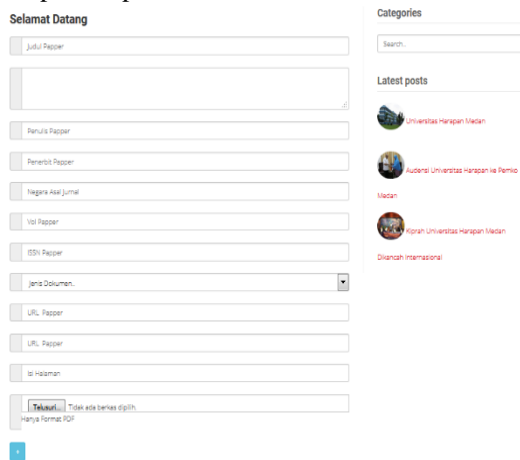 Selamat Datang
Judul Papper
Penulis Papper
Penerbit Papper
Negara Asal Jurnal
Vol Papper
ISSN Papper
Jenis Dokumen..
URL Papper
URL Papper
Isi Halaman
Telusuri... Tidak ada berkas dipilih.
Hanya Format PDF
+
Categories
Search..
Latest posts
Universitas Harapan Medan
Audensi Universitas Harapan ke Pemko
Medan
Kiprah Universitas Harapan Medan
Dikancah Internasional